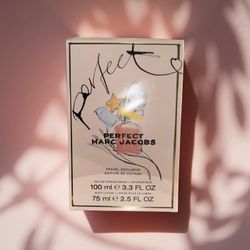 perfect
PERFECT
MARC JACOBS
TRAVEL EXCLUSIVE
EDITION DE VOYAGE
100 ml e 3.3 FL OZ
75 ml e 2.5 FL OZ